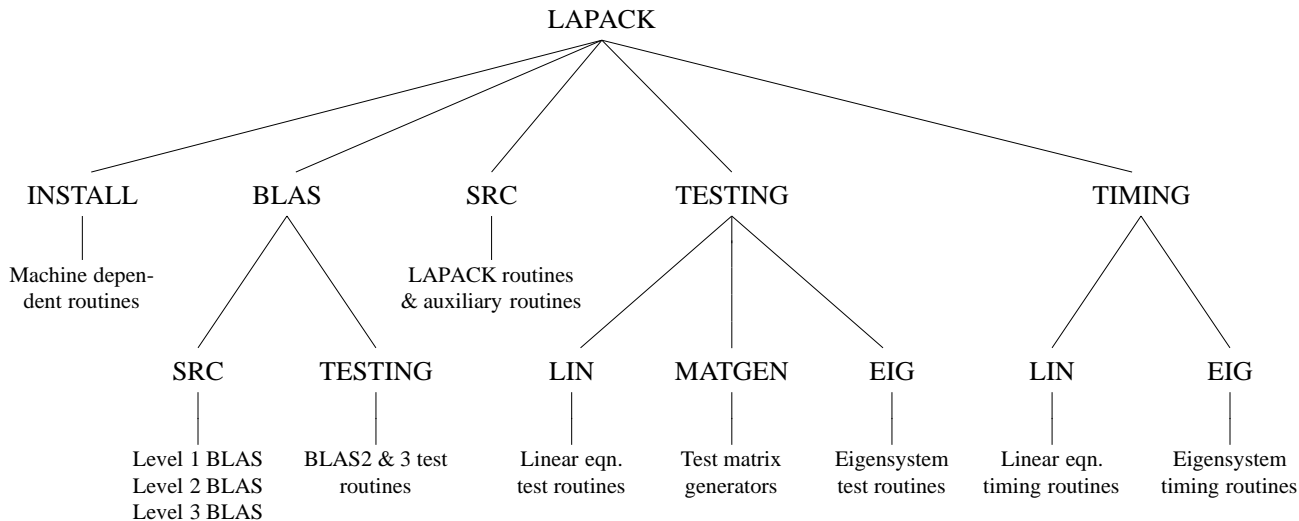 LAPACK
INSTALL BLAS SRC TESTING TIMING
Machine depen-
dent routines
LAPACK routines
& auxiliary routines
SRC TESTING LIN MATGEN EIG LIN EIG
Level 1 BLAS
Level 2 BLAS
Level 3 BLAS
BLAS2 & 3 test
routines
Linear eqn.
test routines
Test matrix
generators
Eigensystem
test routines
Linear eqn.
timing routines
Eigensystem
timing routines